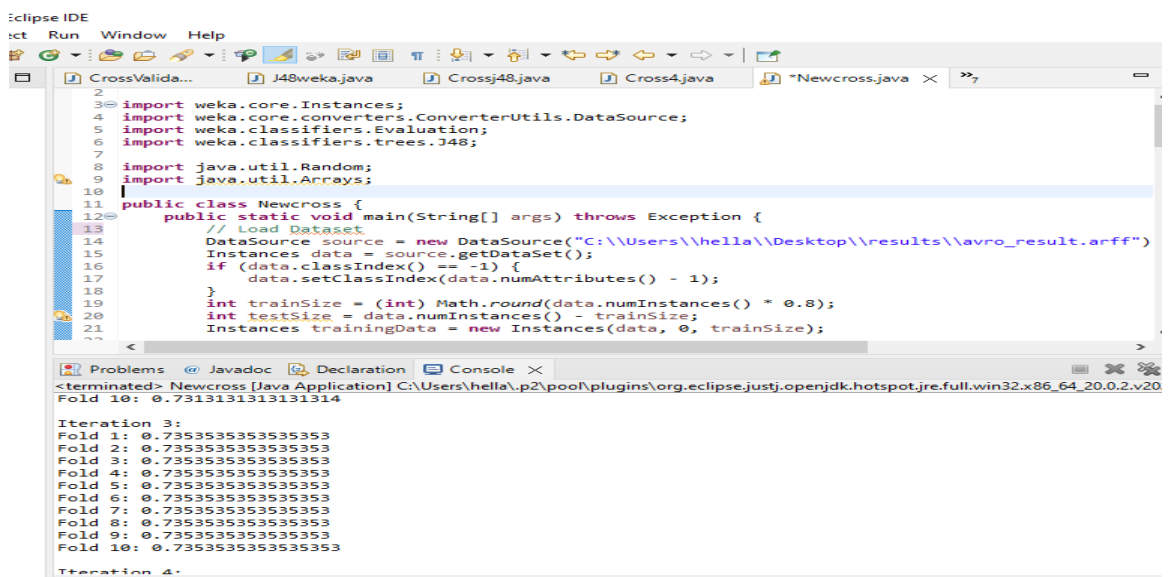 Eclipse IDE
ect Run Window Help
CrossValida... J48weka.java Crossj48.java Cross4.java *Newcross.java »7
2
3 import weka.core.Instances;
4 import weka.core.converters.ConverterUtils.DataSource;
5 import weka.classifiers.Evaluation;
6 import weka.classifiers.trees.J48;
7
8 import java.util.Random;
9 import java.util.Arrays;
10
11 public class Newcross {
12 public static void main(String[] args) throws Exception {
13 // Load Dataset
14 DataSource source = new DataSource("C:\\Users\\hella\\Desktop\\results\\avro_result.arff")
15 Instances data = source.getDataSet();
16 if (data.classIndex() == -1) {
17 data.setClassIndex(data.numAttributes() - 1);
18 }
19 int trainSize = (int) Math.round(data.numInstances() * 0.8);
20 int testSize = data.numInstances() - trainSize;
21 Instances trainingData = new Instances(data, 0, trainSize);
Problems @ Javadoc Declaration Console
<terminated> Newcross [Java Application] C:\Users\hella\.p2\pool\plugins\org.eclipse.justj.openjdk.hotspot.jre.full.win32.x86_64_20.0.2.v20
Fold 10: 0.7313131313131314
Iteration 3:
Fold 1: 0.7353535353535353
Fold 2: 0.7353535353535353
Fold 3: 0.7353535353535353
Fold 4: 0.7353535353535353
Fold 5: 0.7353535353535353
Fold 6: 0.7353535353535353
Fold 7: 0.7353535353535353
Fold 8: 0.7353535353535353
Fold 9: 0.7353535353535353
Fold 10: 0.7353535353535353
Iteration 4: